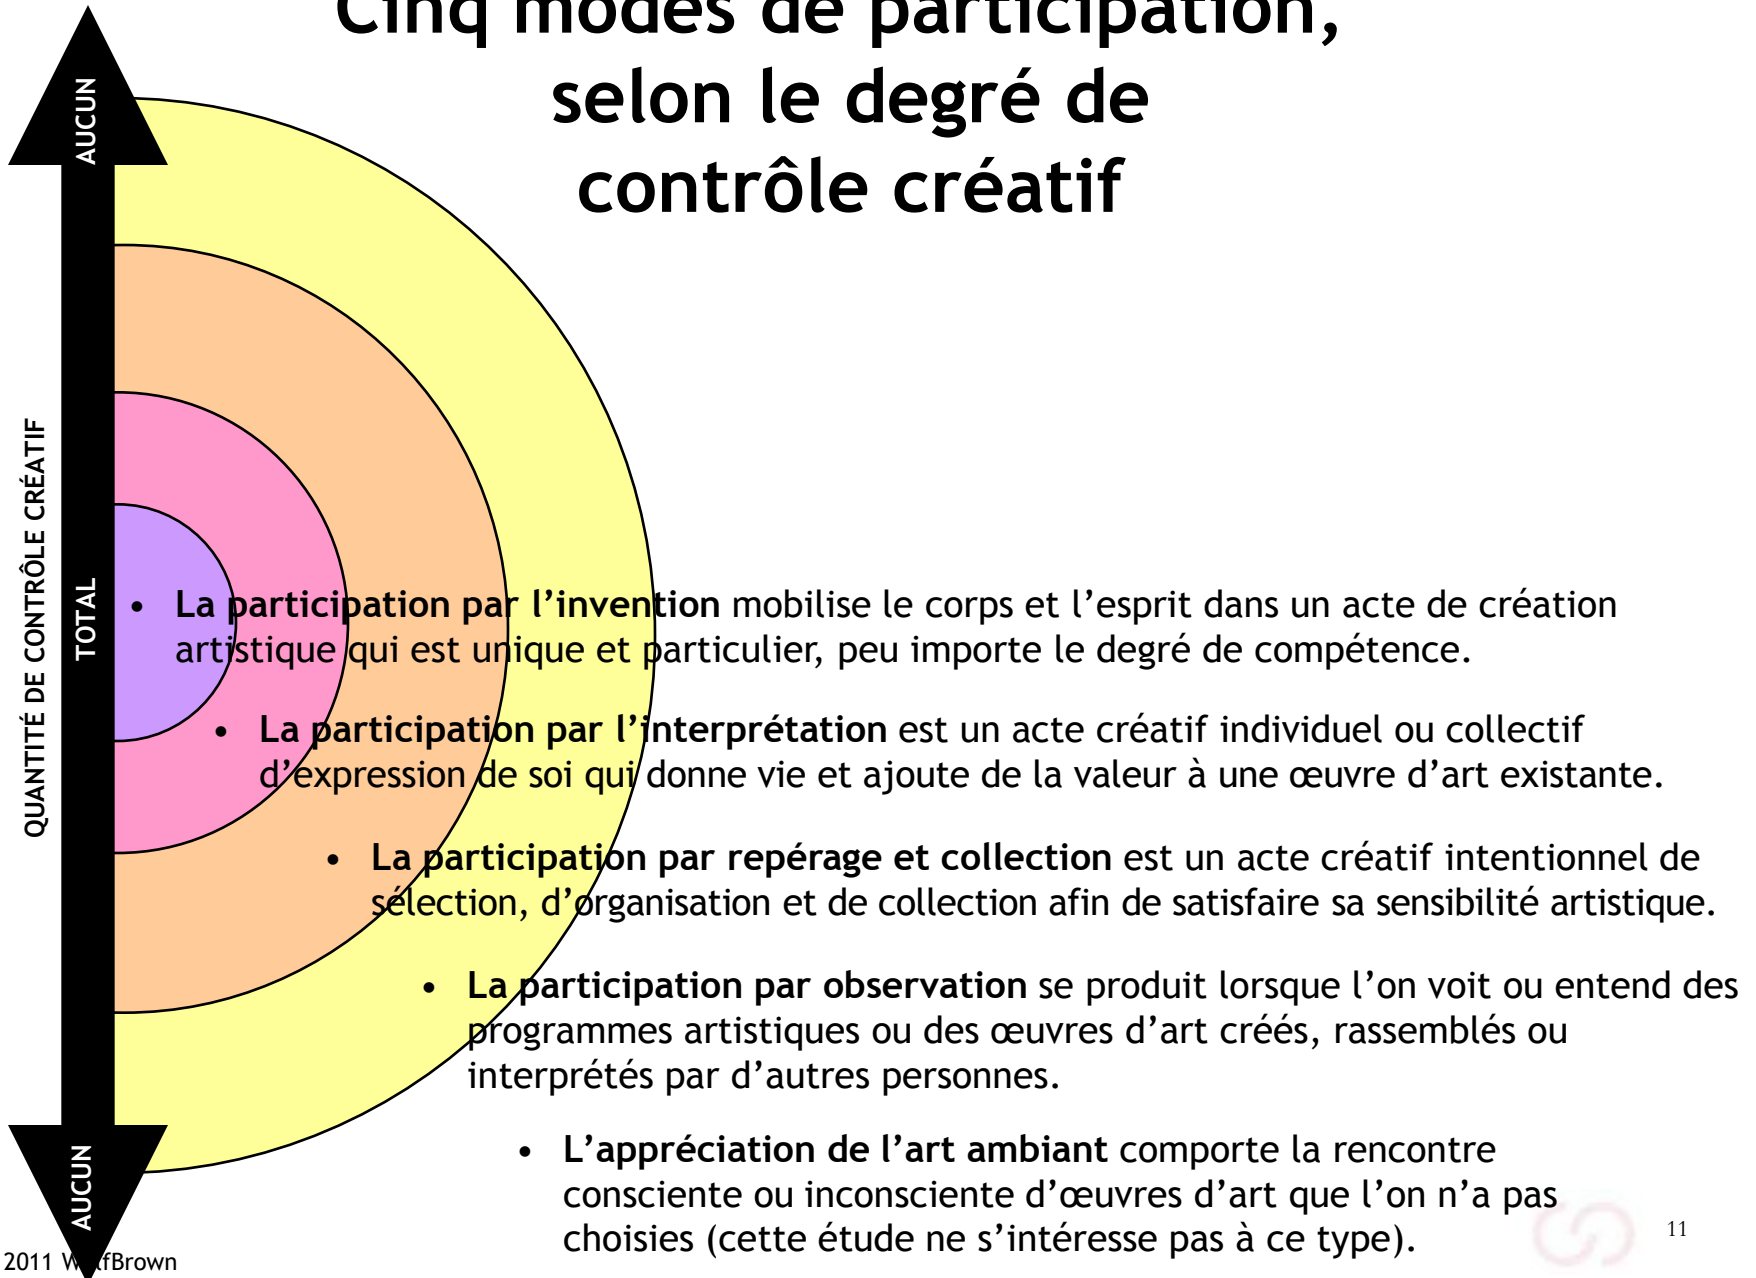 Cinq modes de participation,
selon le degré de
contrôle créatif
AUCUN
QUANTITÉ DE CONTRÔLE CRÉATIF
TOTAL
• La participation par l’invention mobilise le corps et l’esprit dans un acte de création
artistique qui est unique et particulier, peu importe le degré de compétence.
• La participation par l’interprétation est un acte créatif individuel ou collectif
d’expression de soi qui donne vie et ajoute de la valeur à une œuvre d’art existante.
• La participation par repérage et collection est un acte créatif intentionnel de
sélection, d’organisation et de collection afin de satisfaire sa sensibilité artistique.
• La participation par observation se produit lorsque l’on voit ou entend des
programmes artistiques ou des œuvres d’art créés, rassemblés ou
interprétés par d’autres personnes.
• L’appréciation de l’art ambiant comporte la rencontre
consciente ou inconsciente d’œuvres d’art que l’on n’a pas
choisies (cette étude ne s’intéresse pas à ce type).
AUCUN
2011 WolfBrown
11